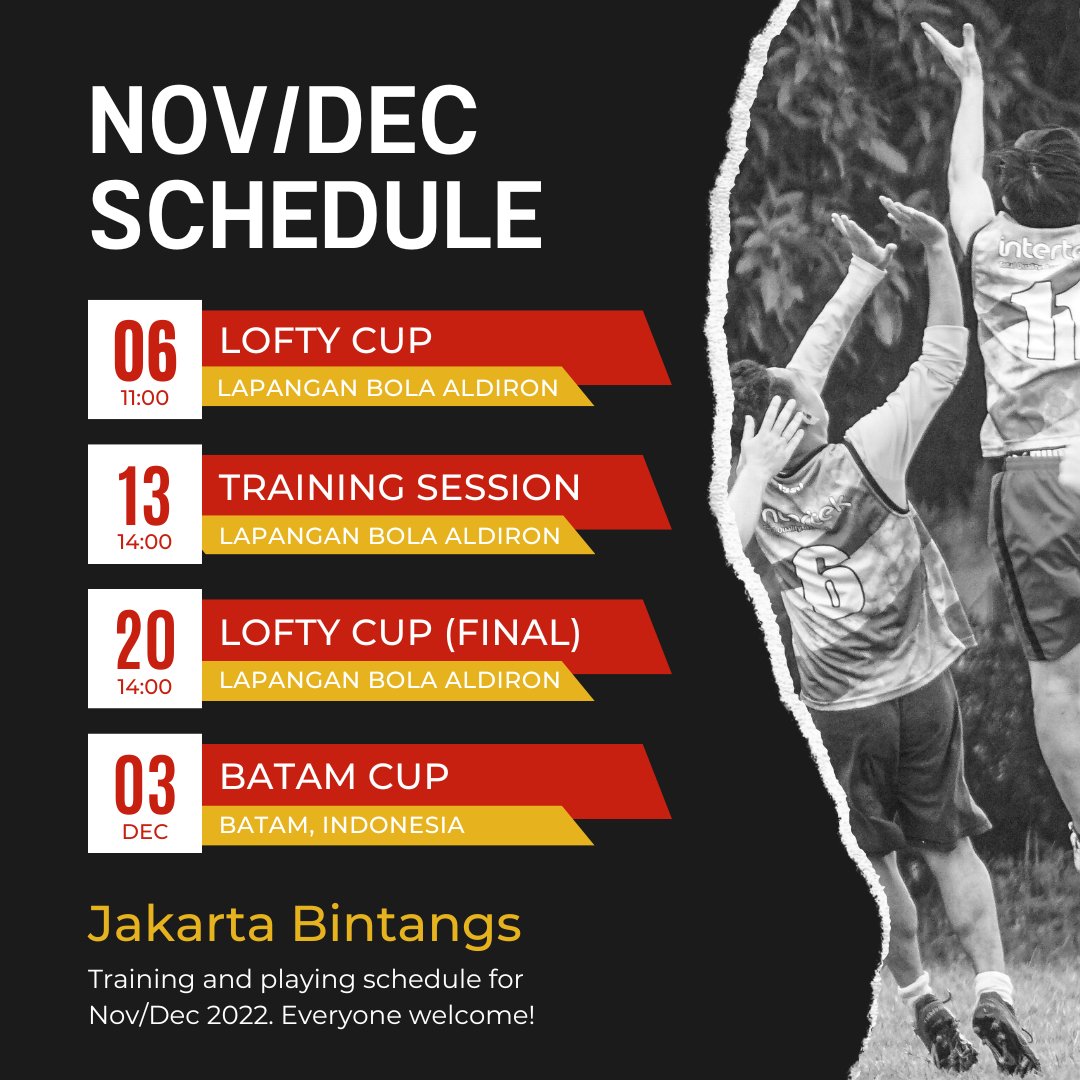 NOV/DEC
SCHEDULE
06
11:00
LOFTY CUP
LAPANGAN BOLA ALDIRON
13
14:00
TRAINING SESSION
LAPANGAN BOLA ALDIRON
20
14:00
LOFTY CUP (FINAL)
LAPANGAN BOLA ALDIRON
03
DEC
BATAM CUP
BATAM, INDONESIA
Jakarta Bintangs
Training and playing schedule for
Nov/Dec 2022. Everyone welcome!
11
6